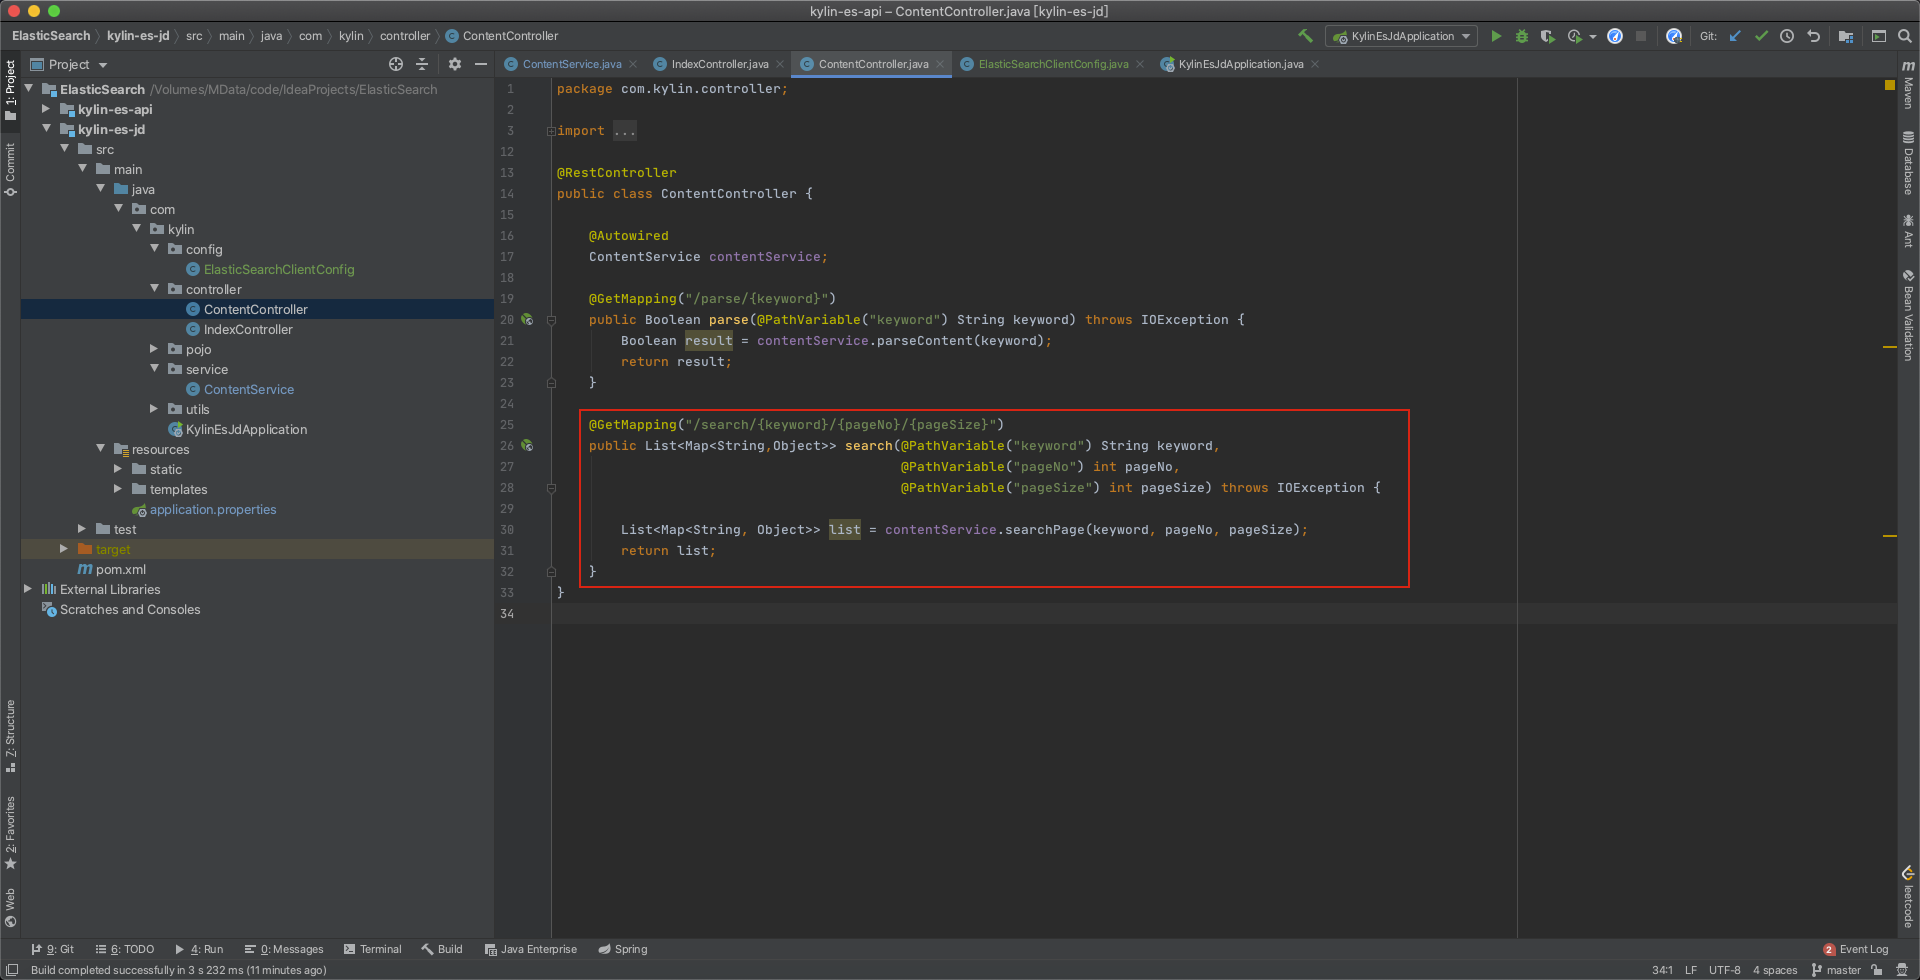 kylin-es-api – ContentController.java [kylin-es-jd]
ElasticSearch kylin-es-jd src main java com kylin controller ContentController
KylinEsJdApplication
Git:
Project
ContentService.java
IndexController.java
ContentController.java
ElasticSearchClientConfig.java
KylinEsJdApplication.java
1: Project
Commit
7: Structure
2: Favorites
Web
ElasticSearch /Volumes/MData/code/IdeaProjects/ElasticSearch
kylin-es-api
kylin-es-jd
src
main
java
com
kylin
config
ElasticSearchClientConfig
controller
ContentController
IndexController
pojo
service
ContentService
utils
KylinEsJdApplication
resources
static
templates
application.properties
test
target
pom.xml
External Libraries
Scratches and Consoles
1 package com.kylin.controller;
2
3 import ...
12
13 @RestController
14 public class ContentController {
15
16 @Autowired
17 ContentService contentService;
18
19 @GetMapping("/parse/{keyword}")
20 public Boolean parse(@PathVariable("keyword") String keyword) throws IOException {
21 Boolean result = contentService.parseContent(keyword);
22 return result;
23 }
24
25 @GetMapping("/search/{keyword}/{pageNo}/{pageSize}")
26 public List<Map<String,Object>> search(@PathVariable("keyword") String keyword,
27 @PathVariable("pageNo") int pageNo,
28 @PathVariable("pageSize") int pageSize) throws IOException {
29
30 List<Map<String, Object>> list = contentService.searchPage(keyword, pageNo, pageSize);
31 return list;
32 }
33 }
34
Maven
Database
Ant
Bean Validation
leetcode
9: Git
6: TODO
4: Run
0: Messages
Terminal
Build
Java Enterprise
Spring
2 Event Log
Build completed successfully in 3 s 232 ms (11 minutes ago)
34:1 LF UTF-8 4 spaces master